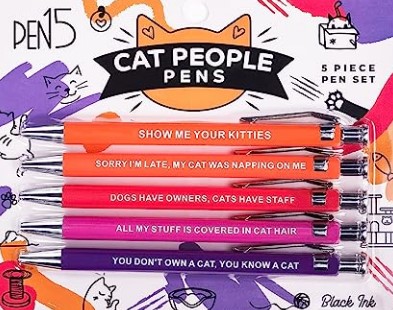 PEN15
CAT PEOPLE
PENS
5 PIECE
PEN SET
SHOW ME YOUR KITTIES
SORRY I'M LATE, MY CAT WAS NAPPING ON ME
DOGS HAVE OWNERS, CATS HAVE STAFF
ALL MY STUFF IS COVERED IN CAT HAIR
YOU DON'T OWN A CAT, YOU KNOW A CAT
Black Ink